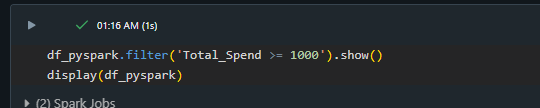 01:16 AM (1s)
df_pyspark.filter('Total_Spend >= 1000').show()
display(df_pyspark)
(2) Spark Jobs